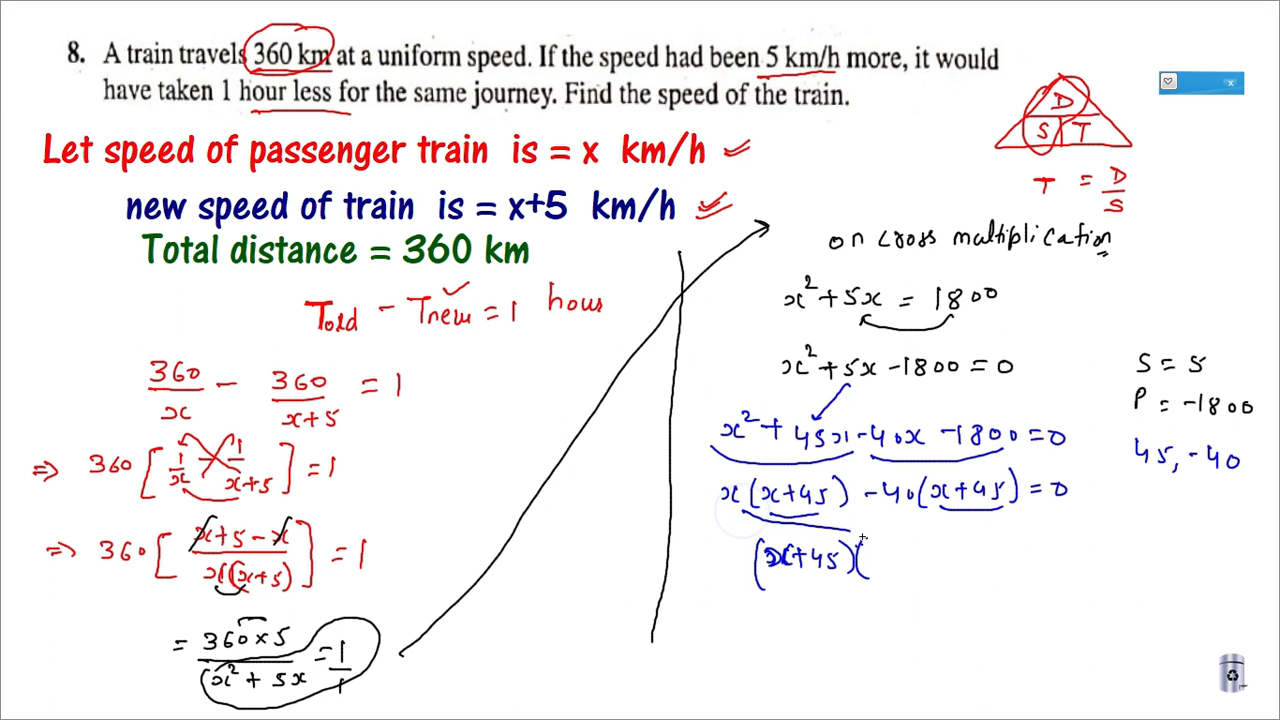 8. A train travels 360 km at a uniform speed. If the speed had been 5 km/h more, it would
have taken 1 hour less for the same journey. Find the speed of the train.
Let speed of passenger train is = x km/h
new speed of train is = x+5 km/h
Total distance = 360 km
Told - Tnew = 1 hour
360/x - 360/x+5 = 1
⇒ 360 [ 1/x - 1/x+5 ] = 1
⇒ 360 [ x+5-x / x(x+5) ] = 1
= 360×5 / (x² + 5x = 1/1
D
S T
T = D/S
on cross multiplication
x² + 5x = 1800
x² + 5x - 1800 = 0
S = 5
P = -1800
45, -40
x² + 45x - 40x - 1800 = 0
x(x+45) - 40(x+45) = 0
(x+45)(